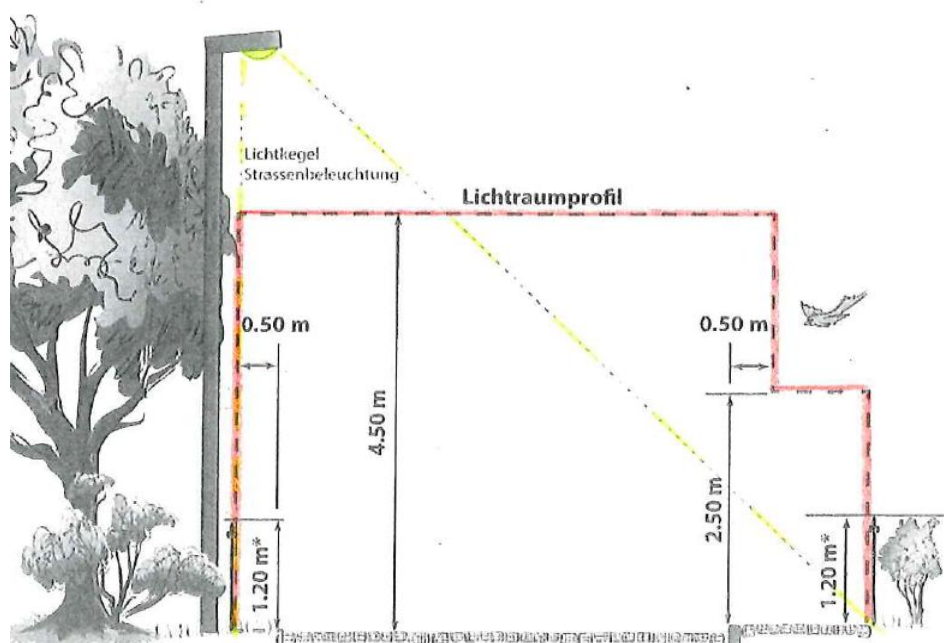 Lichtkegel
Strassenbeleuchtung
Lichtraumprofil
0.50 m
0.50 m
4.50 m
2.50 m
1.20 m*
1.20 m*